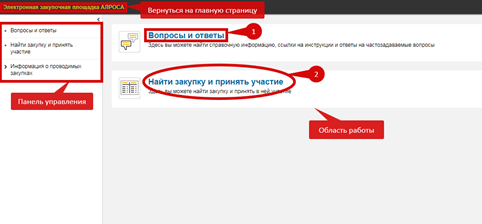 Электронная закупочная площадка АЛРОСА
Вернуться на главную страницу
Вопросы и ответы
Найти закупку и принять
участие
Информация о проводимых
закупках
Панель управления
Вопросы и ответы
1
Здесь вы можете найти справочную информацию, ссылки на инструкции и ответы на частозадаваемые вопросы
Найти закупку и принять участие
2
Здесь вы можете найти закупку и принять в ней участие
Область работы